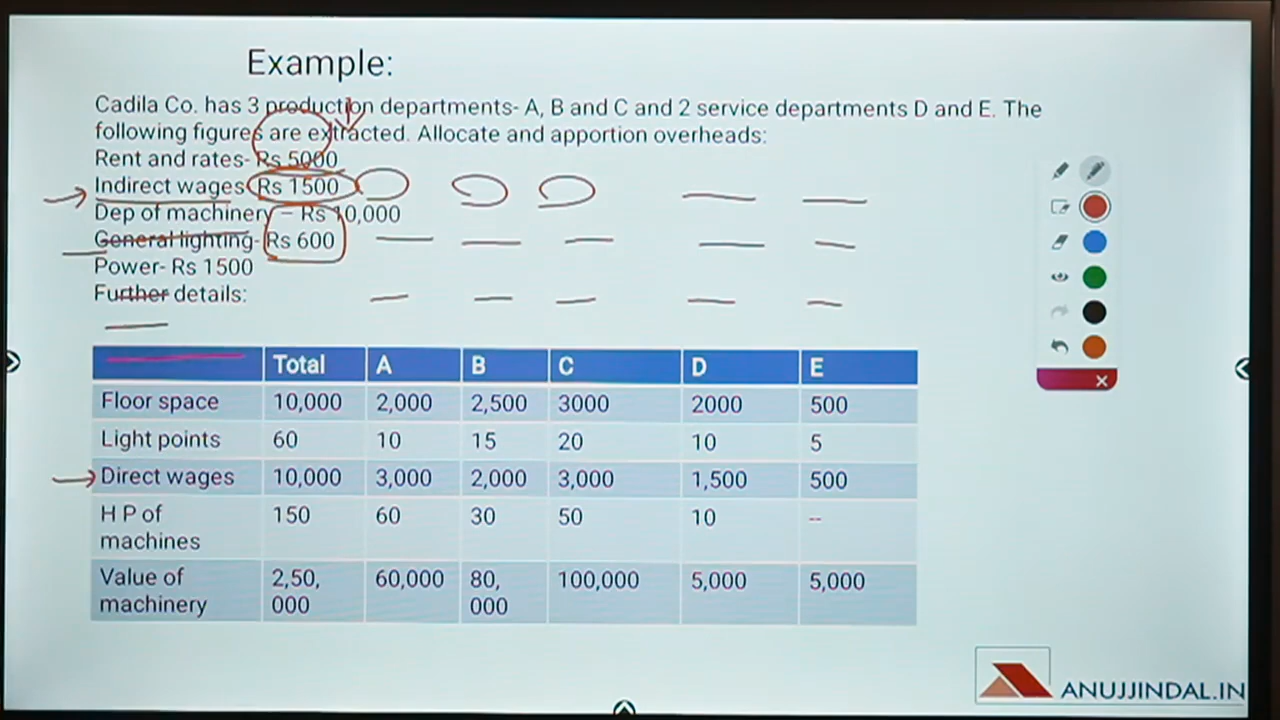 Example:
Cadila Co. has 3 production departments- A, B and C and 2 service departments D and E. The
following figures are extracted. Allocate and apportion overheads:
Rent and rates- Rs 5000
Indirect wages Rs 1500
Dep of machinery – Rs 10,000
General lighting- Rs 600
Power- Rs 1500
Further details:
Total A B C D E
Floor space 10,000 2,000 2,500 3000 2000 500
Light points 60 10 15 20 10 5
Direct wages 10,000 3,000 2,000 3,000 1,500 500
H P of 150 60 30 50 10 --
machines
Value of 2,50, 60,000 80, 100,000 5,000 5,000
machinery 000 000
ANUJJINDAL.IN